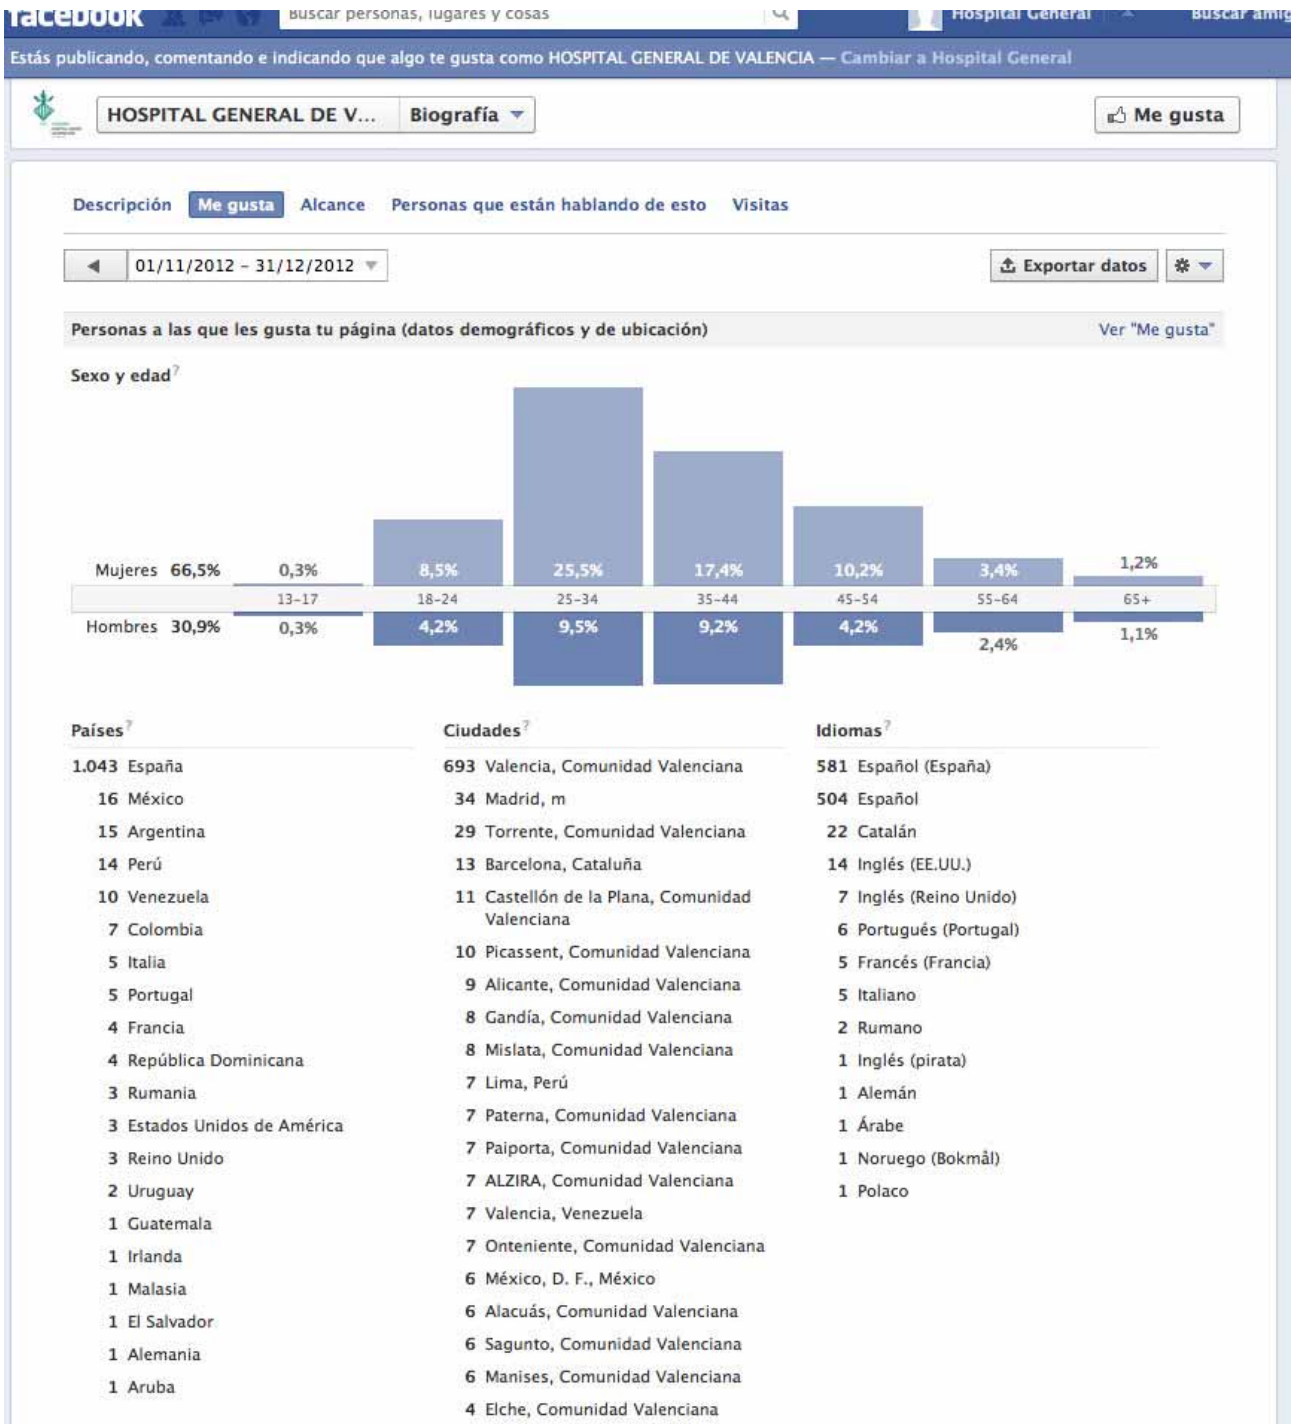 facebook
Buscar personas, lugares y cosas
Hospital General
Buscar amig
Estás publicando, comentando e indicando que algo te gusta como HOSPITAL GENERAL DE VALENCIA — Cambiar a Hospital General
HOSPITAL GENERAL DE V... Biografía
Me gusta
Descripción Me gusta Alcance Personas que están hablando de esto Visitas
01/11/2012 - 31/12/2012
Exportar datos
Personas a las que les gusta tu página (datos demográficos y de ubicación) Ver "Me gusta"
Sexo y edad?
Mujeres 66,5% 0,3% 8,5% 25,5% 17,4% 10,2% 3,4% 1,2%
13-17 18-24 25-34 35-44 45-54 55-64 65+
Hombres 30,9% 0,3% 4,2% 9,5% 9,2% 4,2% 2,4% 1,1%
Países?
1.043 España
16 México
15 Argentina
14 Perú
10 Venezuela
7 Colombia
5 Italia
5 Portugal
4 Francia
4 República Dominicana
3 Rumania
3 Estados Unidos de América
3 Reino Unido
2 Uruguay
1 Guatemala
1 Irlanda
1 Malasia
1 El Salvador
1 Alemania
1 Aruba
Ciudades?
693 Valencia, Comunidad Valenciana
34 Madrid, m
29 Torrente, Comunidad Valenciana
13 Barcelona, Cataluña
11 Castellón de la Plana, Comunidad
Valenciana
10 Picassent, Comunidad Valenciana
9 Alicante, Comunidad Valenciana
8 Gandía, Comunidad Valenciana
8 Mislata, Comunidad Valenciana
7 Lima, Perú
7 Paterna, Comunidad Valenciana
7 Paiporta, Comunidad Valenciana
7 ALZIRA, Comunidad Valenciana
7 Valencia, Venezuela
7 Onteniente, Comunidad Valenciana
6 México, D. F., México
6 Alacuás, Comunidad Valenciana
6 Sagunto, Comunidad Valenciana
6 Manises, Comunidad Valenciana
4 Elche, Comunidad Valenciana
Idiomas?
581 Español (España)
504 Español
22 Catalán
14 Inglés (EE.UU.)
7 Inglés (Reino Unido)
6 Portugués (Portugal)
5 Francés (Francia)
5 Italiano
2 Rumano
1 Inglés (pirata)
1 Alemán
1 Árabe
1 Noruego (Bokmål)
1 Polaco